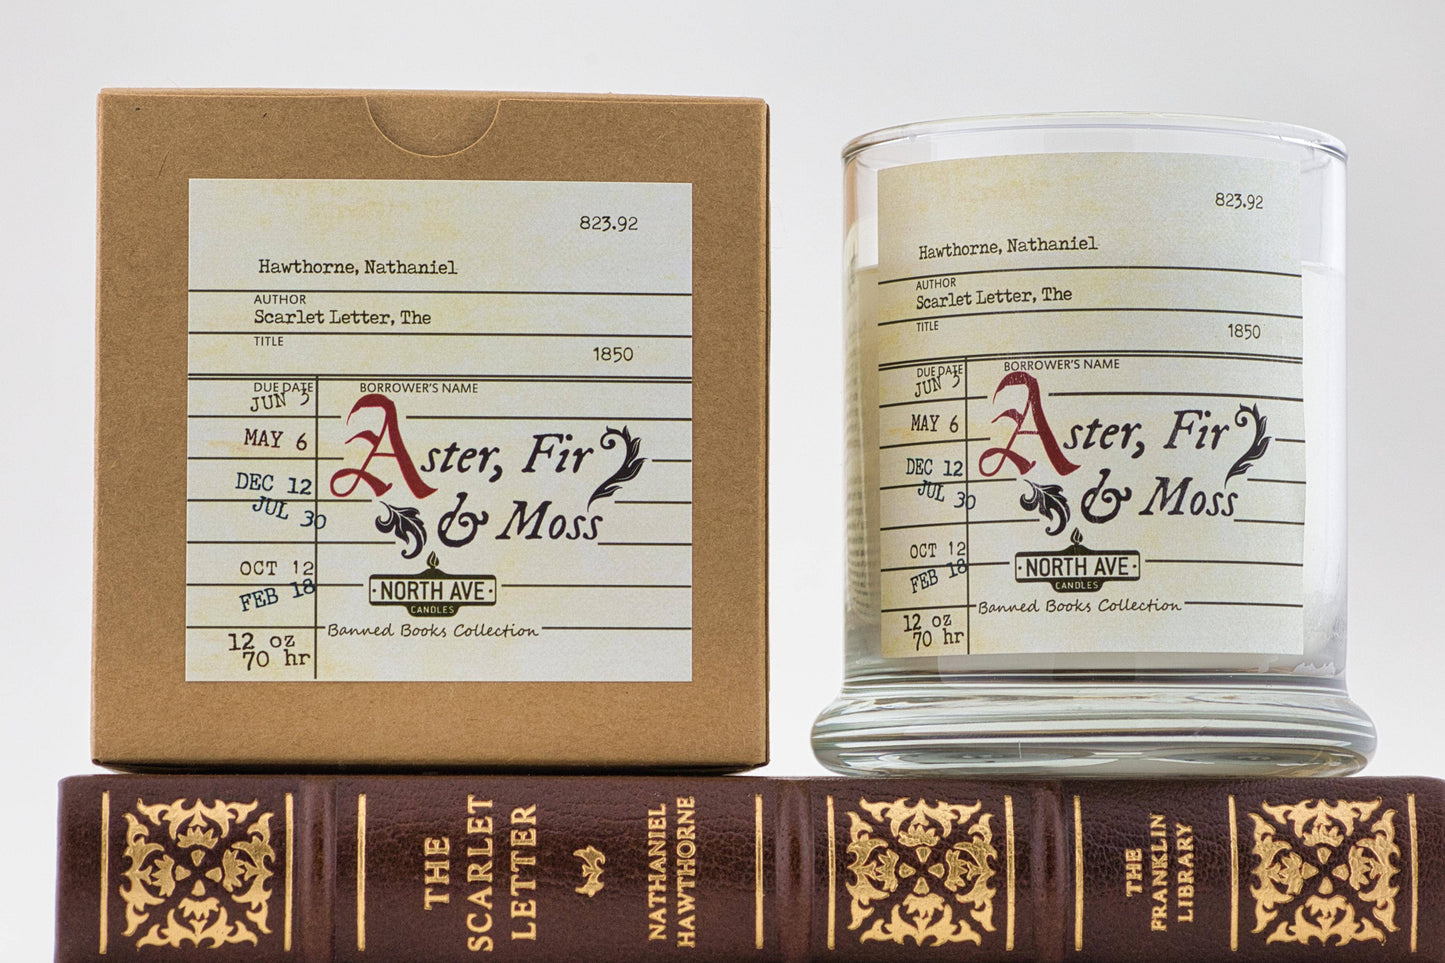 823.92
Hawthorne, Nathaniel
AUTHOR
Scarlet Letter, The
TITLE
1850
DUE DATE
BORROWER'S NAME
JUN 3
MAY 6
DEC 12
JUL 30
OCT 12
FEB 18
12 oz
70 hr
Aster, Fir
& Moss
·NORTH AVE·
CANDLES
Banned Books Collection
823.92
Hawthorne, Nathaniel
AUTHOR
Scarlet Letter, The
TITLE
1850
DUE DATE
BORROWER'S NAME
JUN 3
MAY 6
DEC 12
JUL 30
OCT 12
FEB 18
12 oz
70 hr
Aster, Fir
& Moss
·NORTH AVE·
CANDLES
Banned Books Collection
THE
SCARLET
LETTER
NATHANIEL
HAWTHORNE
THE
FRANKLIN
LIBRARY